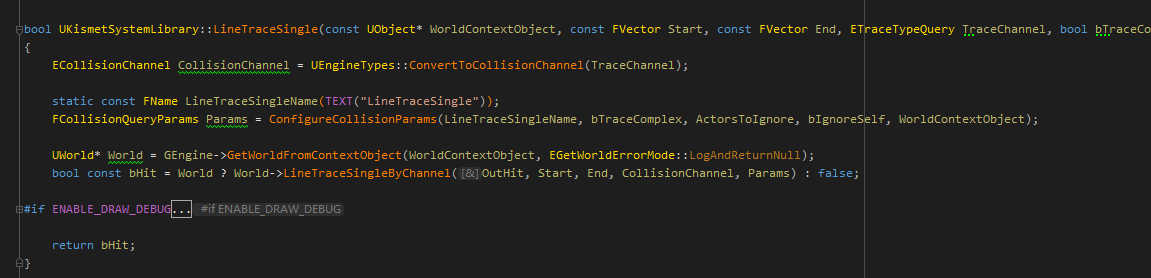 bool UKismetSystemLibrary::LineTraceSingle(const UObject* WorldContextObject, const FVector Start, const FVector End, ETraceTypeQuery TraceChannel, bool bTraceCo
{
ECollisionChannel CollisionChannel = UEngineTypes::ConvertToCollisionChannel(TraceChannel);
static const FName LineTraceSingleName(TEXT("LineTraceSingle"));
FCollisionQueryParams Params = ConfigureCollisionParams(LineTraceSingleName, bTraceComplex, ActorsToIgnore, bIgnoreSelf, WorldContextObject);
UWorld* World = GEngine->GetWorldFromContextObject(WorldContextObject, EGetWorldErrorMode::LogAndReturnNull);
bool const bHit = World ? World->LineTraceSingleByChannel([&]OutHit, Start, End, CollisionChannel, Params) : false;
#if ENABLE_DRAW_DEBUG... #if ENABLE_DRAW_DEBUG
return bHit;
}